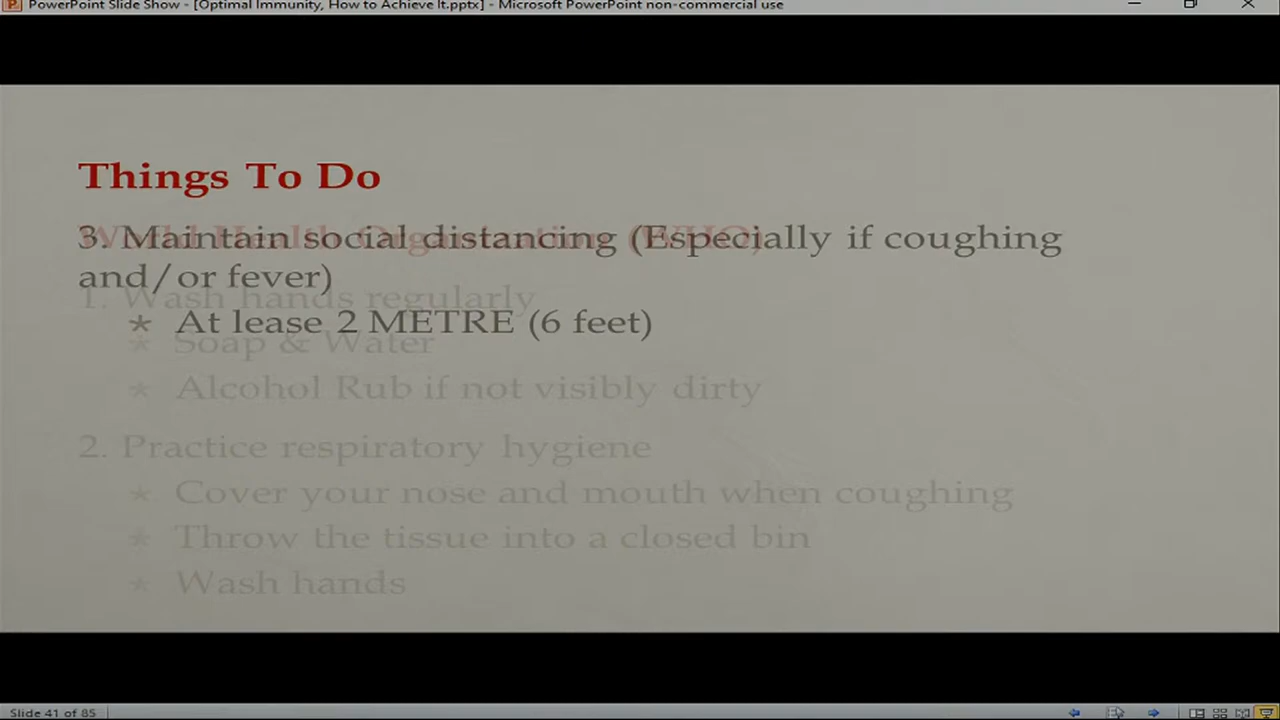 PowerPoint Slide Show - [Optimal Immunity, How to Achieve It.pptx] - Microsoft PowerPoint non-commercial use
Things To Do
World Health Organization (WHO)
3. Maintain social distancing (Especially if coughing
and/or fever)
1. Wash hands regularly
★ At lease 2 METRE (6 feet)
★ Soap & Water
★ Alcohol Rub if not visibly dirty
2. Practice respiratory hygiene
★ Cover your nose and mouth when coughing
★ Throw the tissue into a closed bin
★ Wash hands
Slide 41 of 85